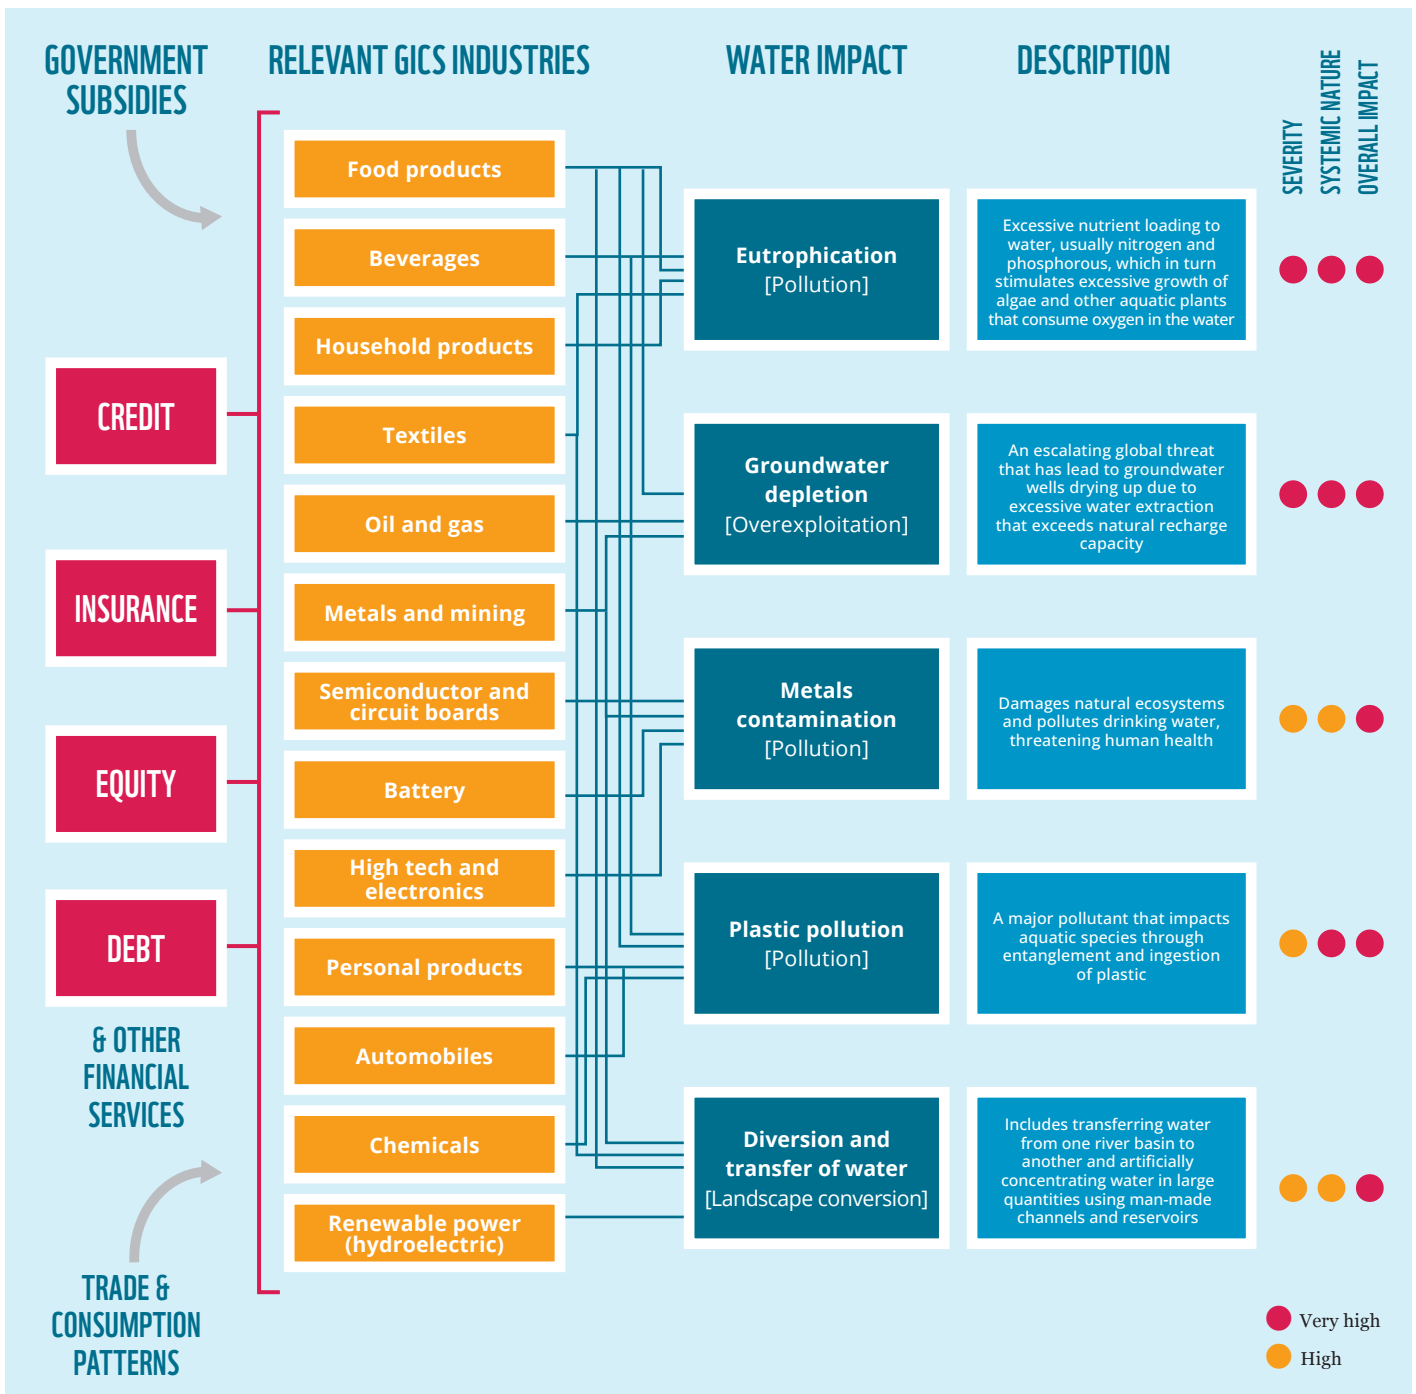 GOVERNMENT
SUBSIDIES
RELEVANT GICS INDUSTRIES
WATER IMPACT
DESCRIPTION
SEVERITY
SYSTEMIC NATURE
OVERALL IMPACT
CREDIT
INSURANCE
EQUITY
DEBT
& OTHER
FINANCIAL
SERVICES
TRADE &
CONSUMPTION
PATTERNS
Food products
Beverages
Household products
Textiles
Oil and gas
Metals and mining
Semiconductor and
circuit boards
Battery
High tech and
electronics
Personal products
Automobiles
Chemicals
Renewable power
(hydroelectric)
Eutrophication
[Pollution]
Excessive nutrient loading to
water, usually nitrogen and
phosphorous, which in turn
stimulates excessive growth of
algae and other aquatic plants
that consume oxygen in the water
Groundwater
depletion
[Overexploitation]
An escalating global threat
that has lead to groundwater
wells drying up due to
excessive water extraction
that exceeds natural recharge
capacity
Metals
contamination
[Pollution]
Damages natural ecosystems
and pollutes drinking water,
threatening human health
Plastic pollution
[Pollution]
A major pollutant that impacts
aquatic species through
entanglement and ingestion
of plastic
Diversion and
transfer of water
[Landscape conversion]
Includes transferring water
from one river basin to
another and artificially
concentrating water in large
quantities using man-made
channels and reservoirs
Very high
High